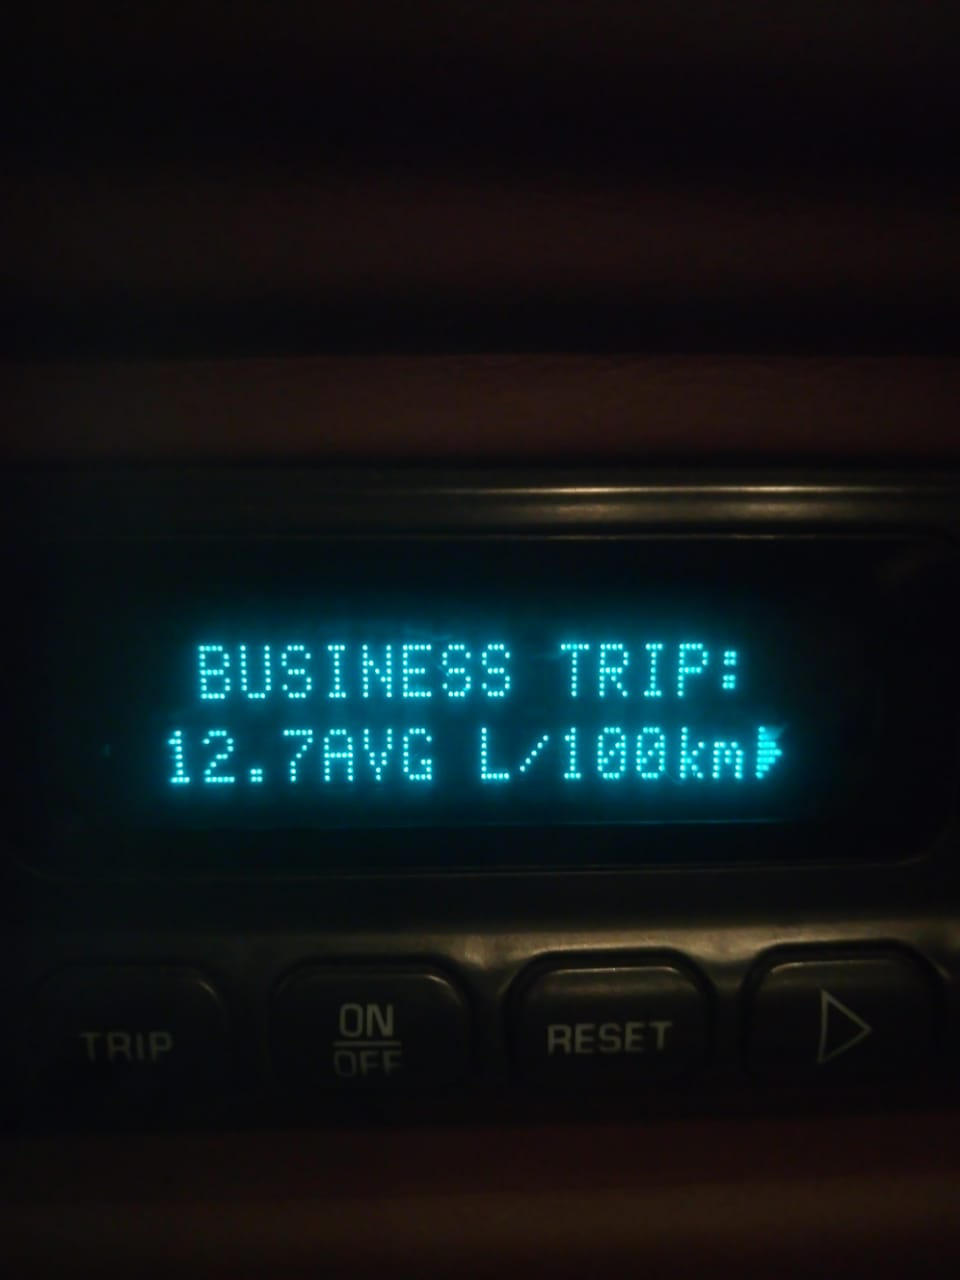 BUSINESS TRIP:
12.7AVG L/100km
TRIP
ON
OFF
RESET